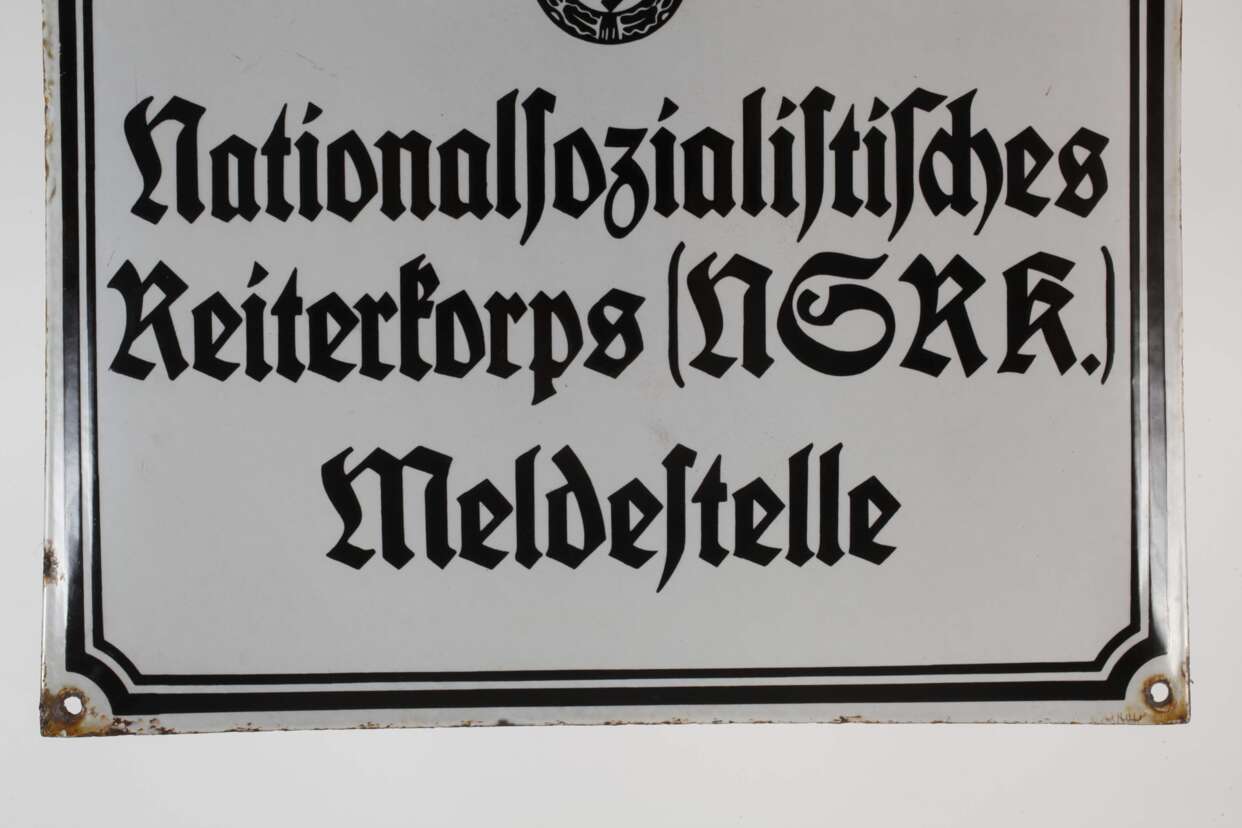 Nationalsozialistisches
Reiterkorps (NSRK.)
Meldestelle